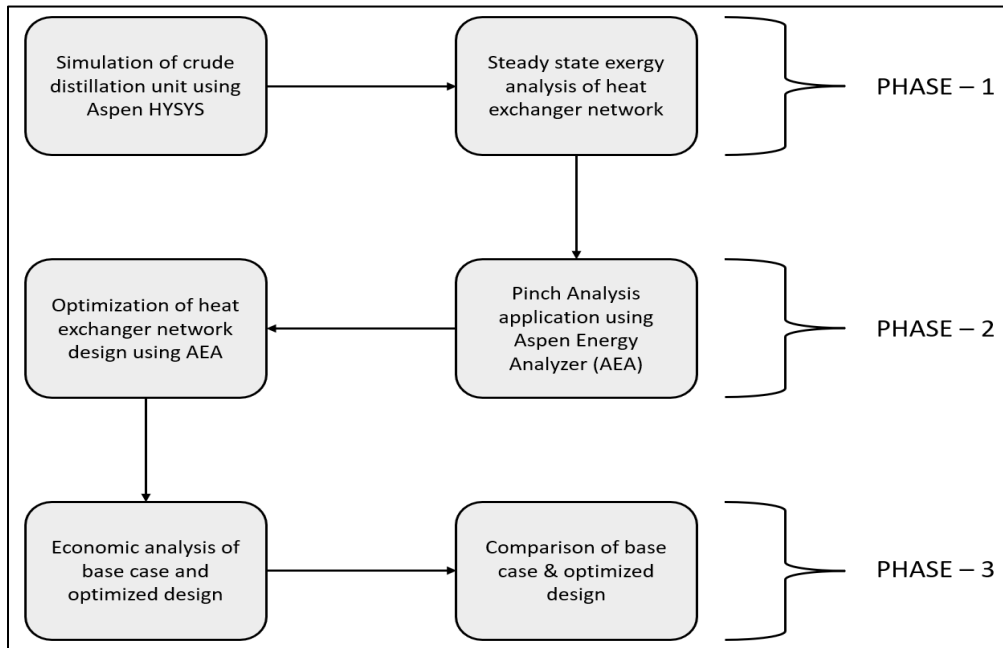 Simulation of crude
distillation unit using
Aspen HYSYS
Steady state exergy
analysis of heat
exchanger network
PHASE – 1
Optimization of heat
exchanger network
design using AEA
Pinch Analysis
application using
Aspen Energy
Analyzer (AEA)
PHASE – 2
Economic analysis of
base case and
optimized design
Comparison of base
case & optimized
design
PHASE – 3